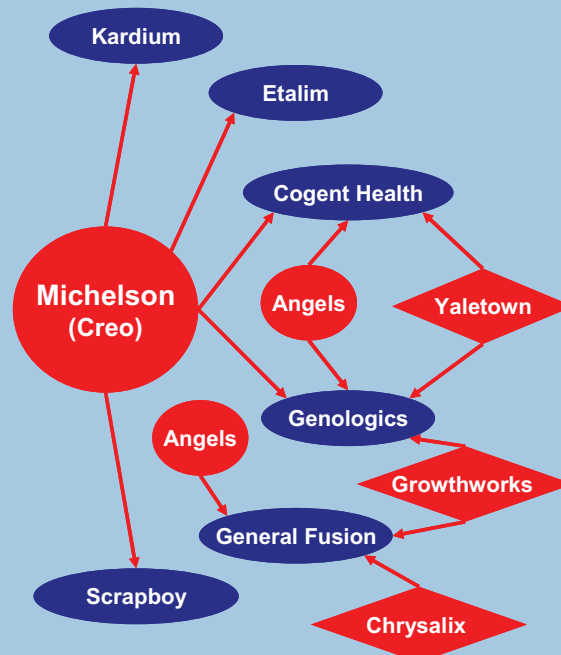 Kardium
Etalim
Cogent Health
Michelson
(Creo)
Angels
Yaletown
Genologics
Angels
Growthworks
General Fusion
Scrapboy
Chrysalix